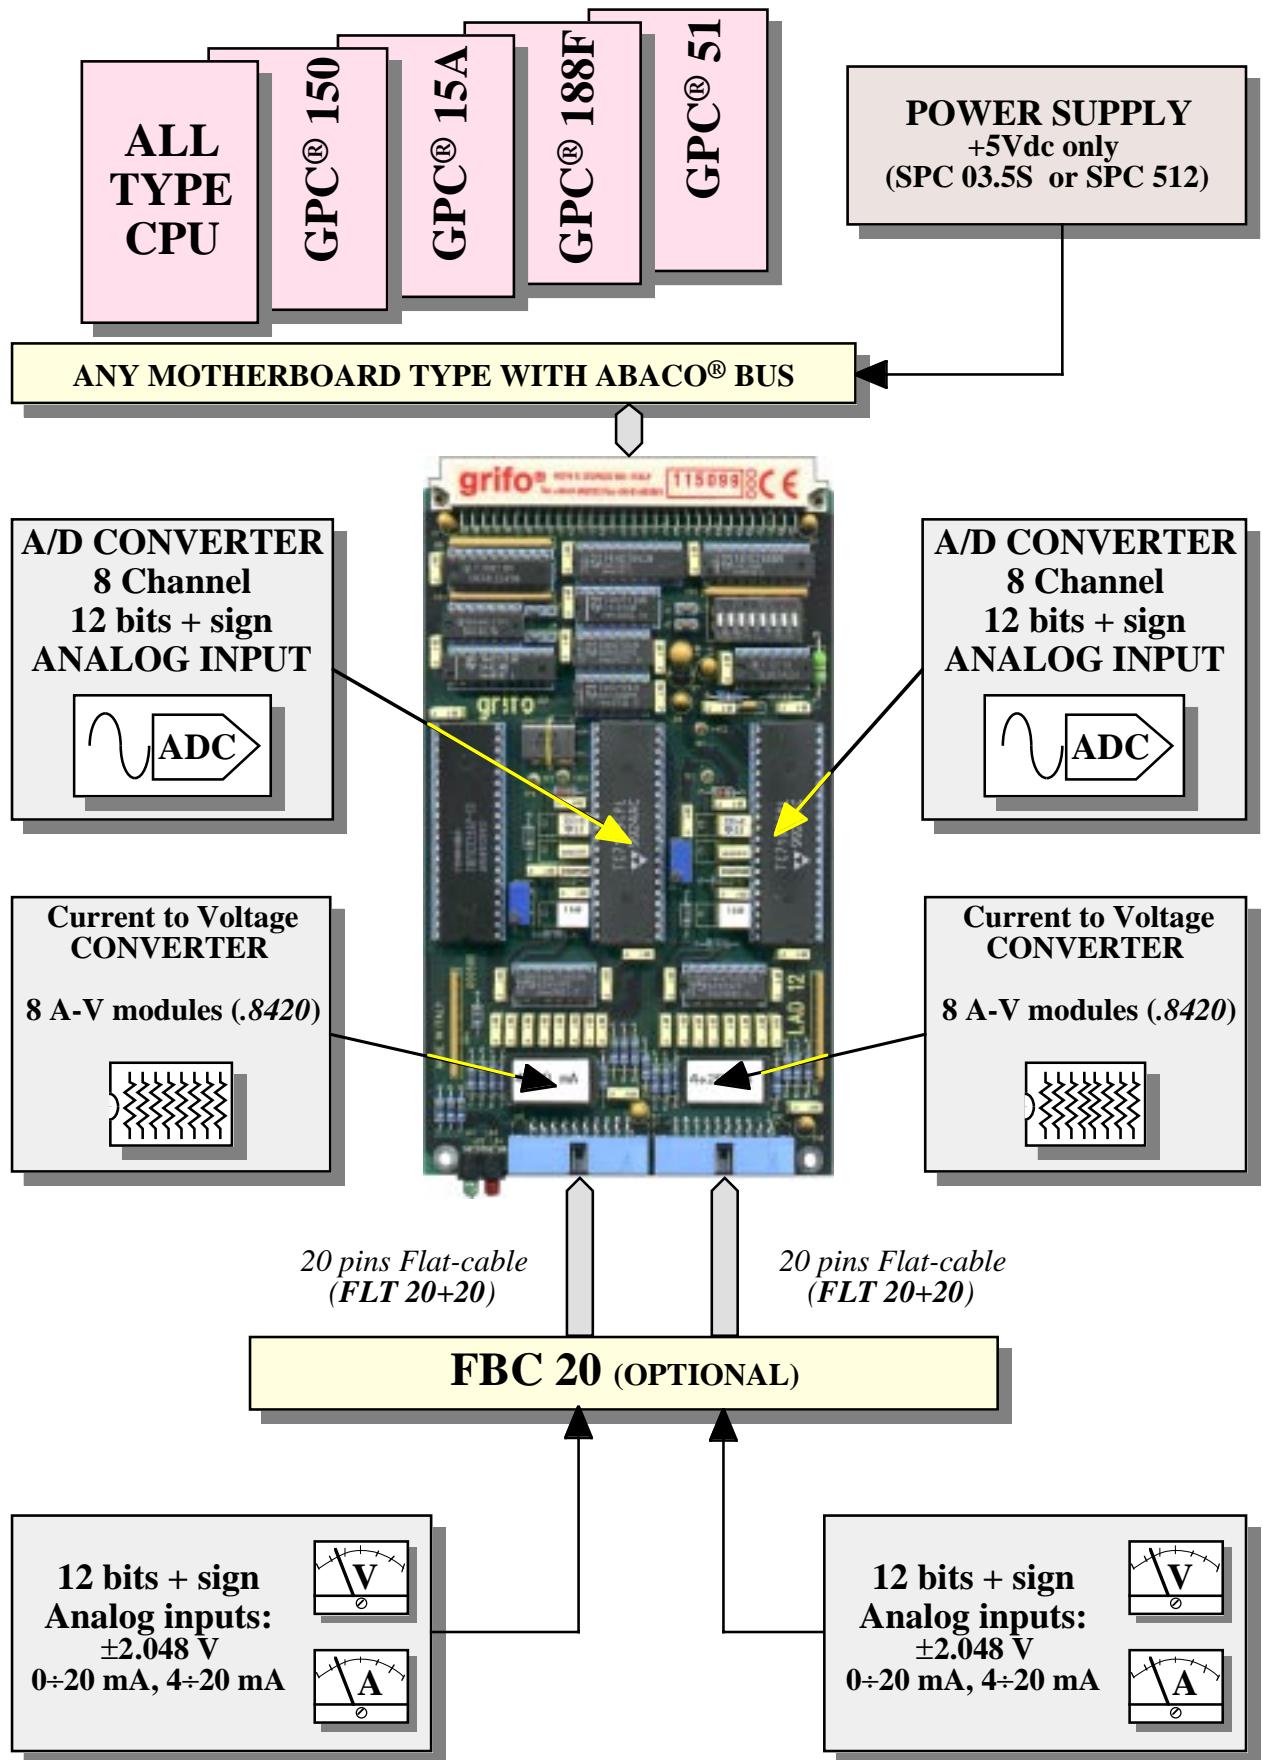 ALL
TYPE
CPU
GPC® 150
GPC® 15A
GPC® 188F
GPC® 51
POWER SUPPLY
+5Vdc only
(SPC 03.5S or SPC 512)
ANY MOTHERBOARD TYPE WITH ABACO® BUS
grifo®
115099
CE
A/D CONVERTER
8 Channel
12 bits + sign
ANALOG INPUT
ADC
A/D CONVERTER
8 Channel
12 bits + sign
ANALOG INPUT
ADC
grifo
Current to Voltage
CONVERTER
8 A-V modules (.8420)
Current to Voltage
CONVERTER
8 A-V modules (.8420)
LAD 12
mA
20 pins Flat-cable
(FLT 20+20)
20 pins Flat-cable
(FLT 20+20)
FBC 20 (OPTIONAL)
12 bits + sign
Analog inputs:
±2.048 V
0÷20 mA, 4÷20 mA
V
A
12 bits + sign
Analog inputs:
±2.048 V
0÷20 mA, 4÷20 mA
V
A